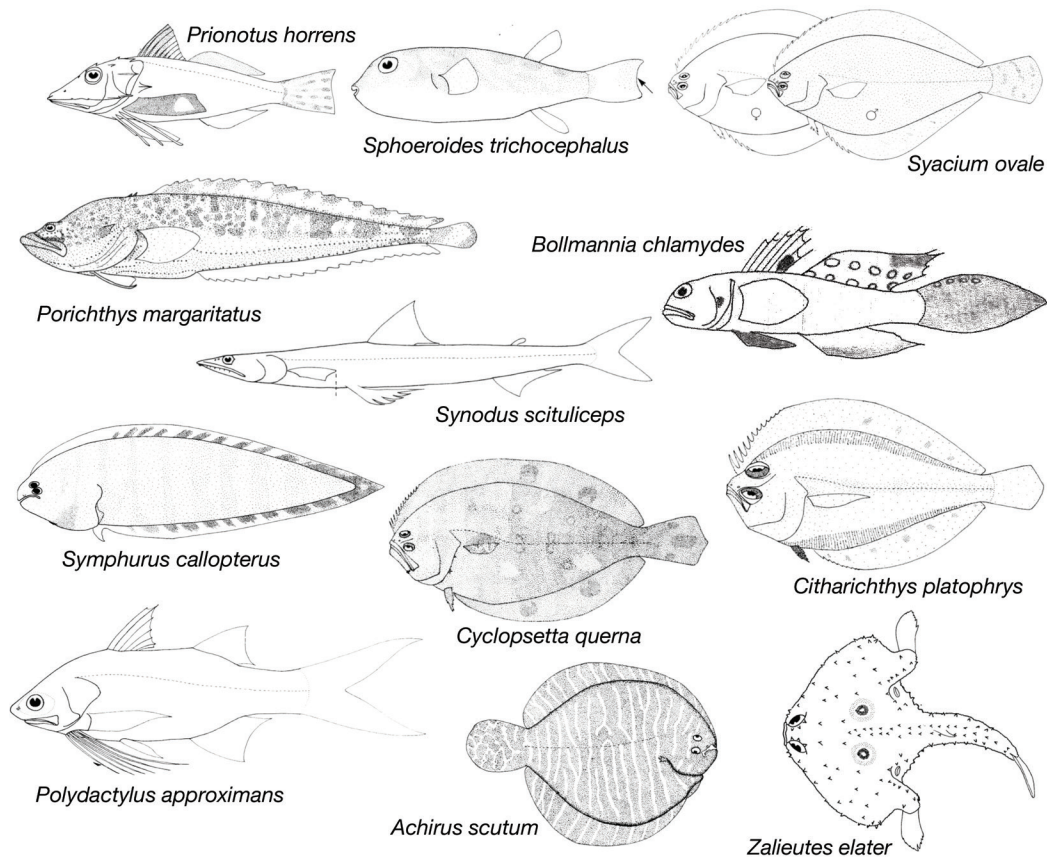 Prionotus horrens
Sphoeroides trichocephalus
Syacium ovale
♀
♂
Porichthys margaritatus
Bollmannia chlamydes
Synodus scituliceps
Symphurus callopterus
Cyclopsetta querna
Citharichthys platophrys
Polydactylus approximans
Achirus scutum
Zalieutes elater